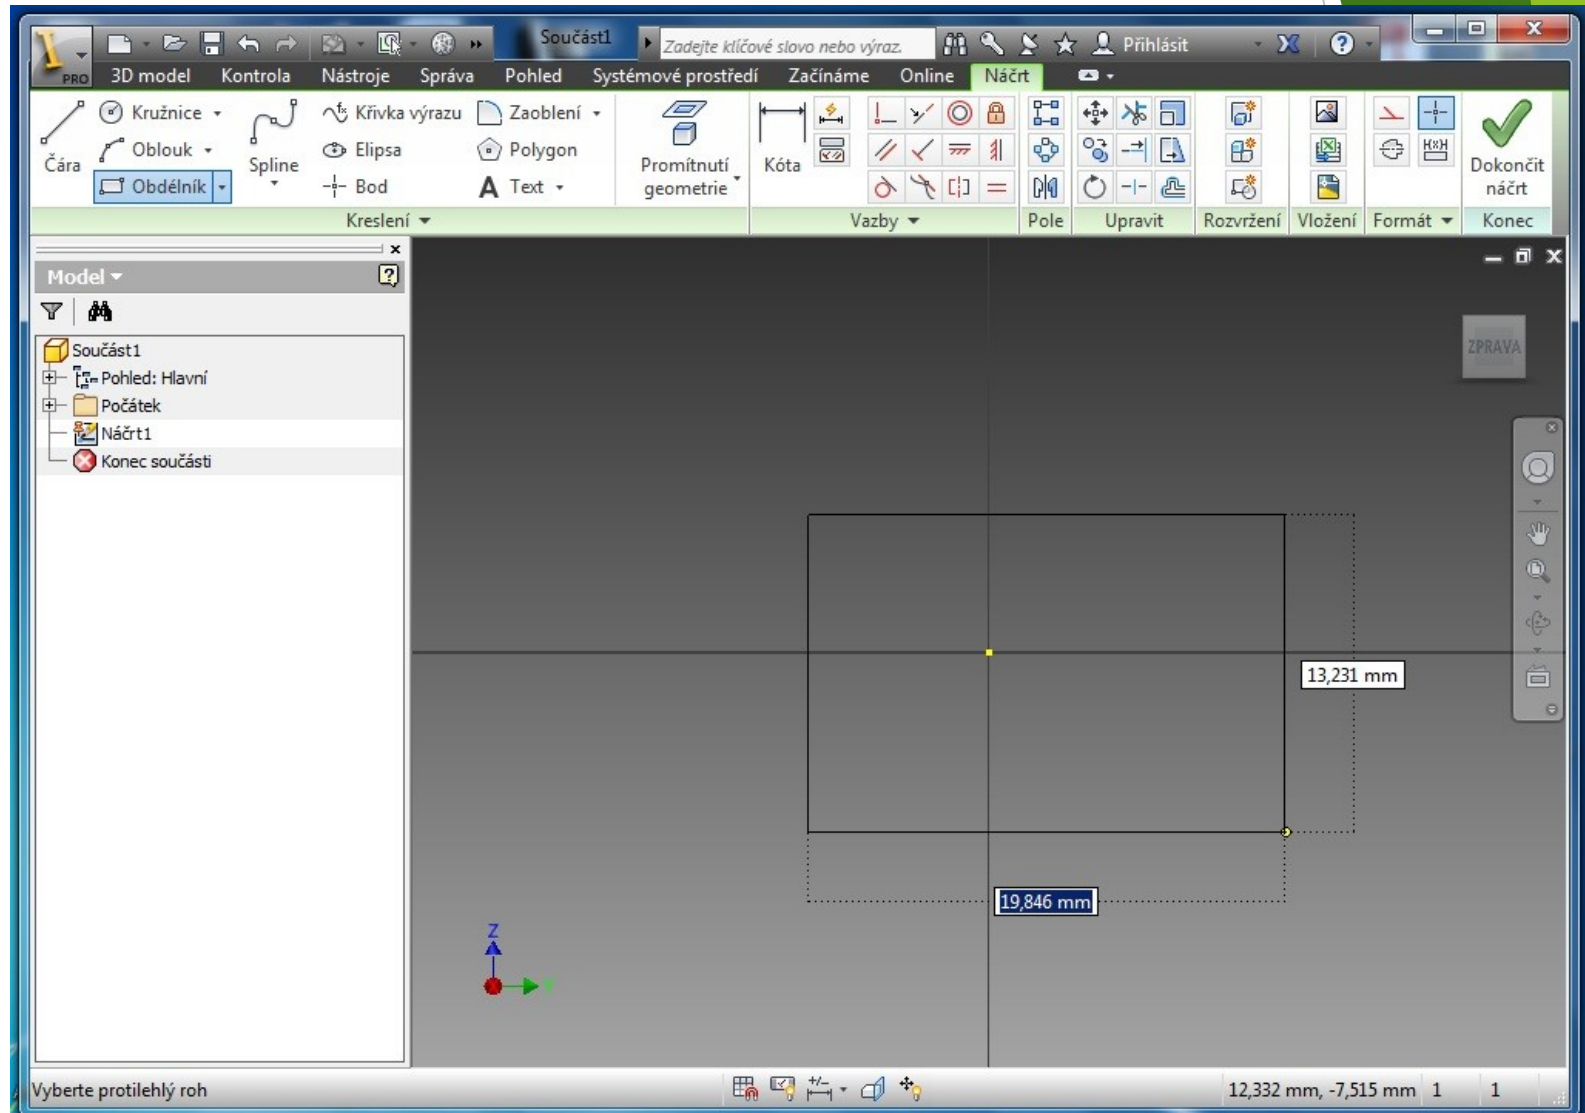 Součást1 Zadejte klíčové slovo nebo výraz. Přihlásit
PRO 3D model Kontrola Nástroje Správa Pohled Systémové prostředí Začínáme Online Náčrt
Kružnice Křivka výrazu Zaoblení
Čára Oblouk Spline Elipsa Polygon Promítnutí geometrie Kóta Dokončit náčrt
Obdélník Bod A Text
Kreslení Vazby Pole Upravit Rozvržení Vložení Formát Konec
Model
ZPRAVA
Součást1
Pohled: Hlavní
Počátek
Náčrt1
Konec součásti
13,231 mm
19,846 mm
Z
Y
Vyberte protilehlý roh 12,332 mm, -7,515 mm 1 1